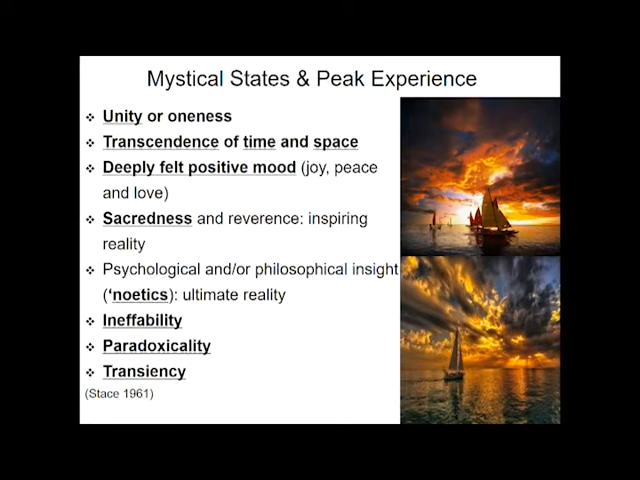 Mystical States & Peak Experience
❖ Unity or oneness
❖ Transcendence of time and space
❖ Deeply felt positive mood (joy, peace
and love)
❖ Sacredness and reverence: inspiring
reality
❖ Psychological and/or philosophical insight
(‘noetics): ultimate reality
❖ Ineffability
❖ Paradoxicality
❖ Transiency
(Stace 1961)